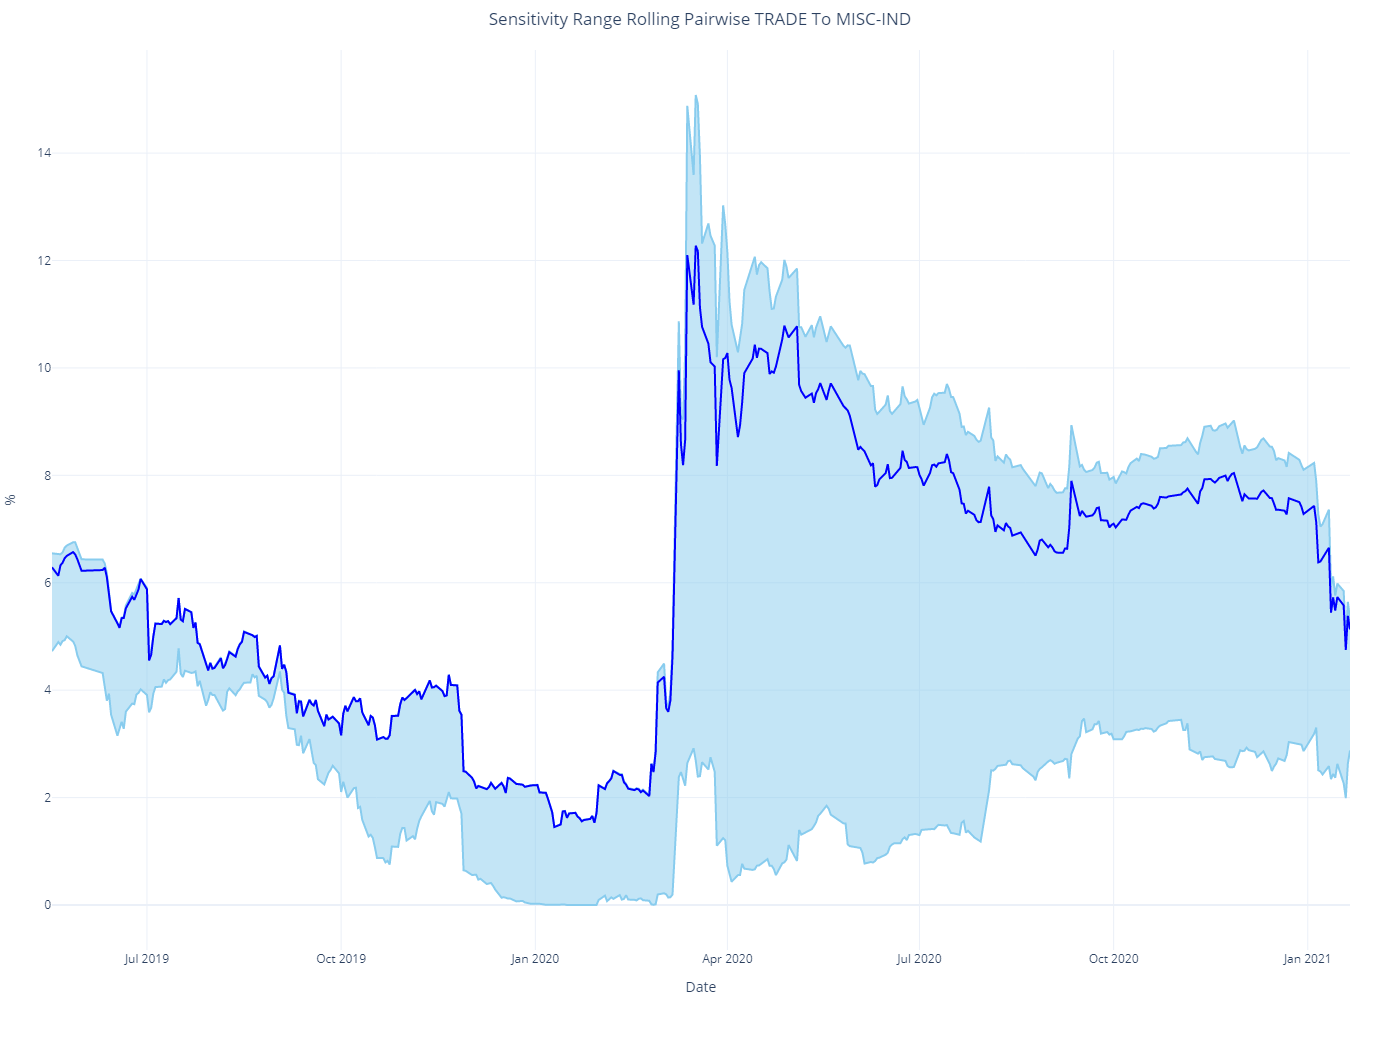 Sensitivity Range Rolling Pairwise TRADE To MISC-IND
14
12
10
8
6
4
2
0
%
Jul 2019
Oct 2019
Jan 2020
Apr 2020
Jul 2020
Oct 2020
Jan 2021
Date